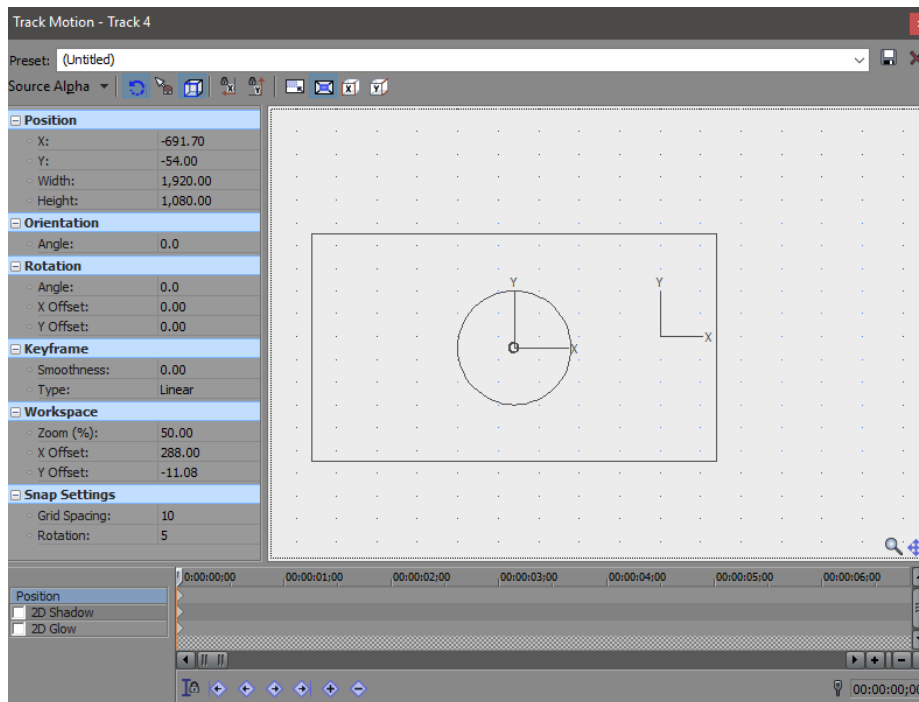 Track Motion - Track 4
Preset: (Untitled)
Source Alpha
Position
X: -691.70
Y: -54.00
Width: 1,920.00
Height: 1,080.00
Orientation
Angle: 0.0
Rotation
Angle: 0.0
X Offset: 0.00
Y Offset: 0.00
Keyframe
Smoothness: 0.00
Type: Linear
Workspace
Zoom (%): 50.00
X Offset: 288.00
Y Offset: -11.08
Snap Settings
Grid Spacing: 10
Rotation: 5
Y
X
Y
X
0:00:00;00 00:00:01;00 00:00:02;00 00:00:03;00 00:00:04;00 00:00:05;00 00:00:06;00
Position
2D Shadow
2D Glow
00:00:00;0